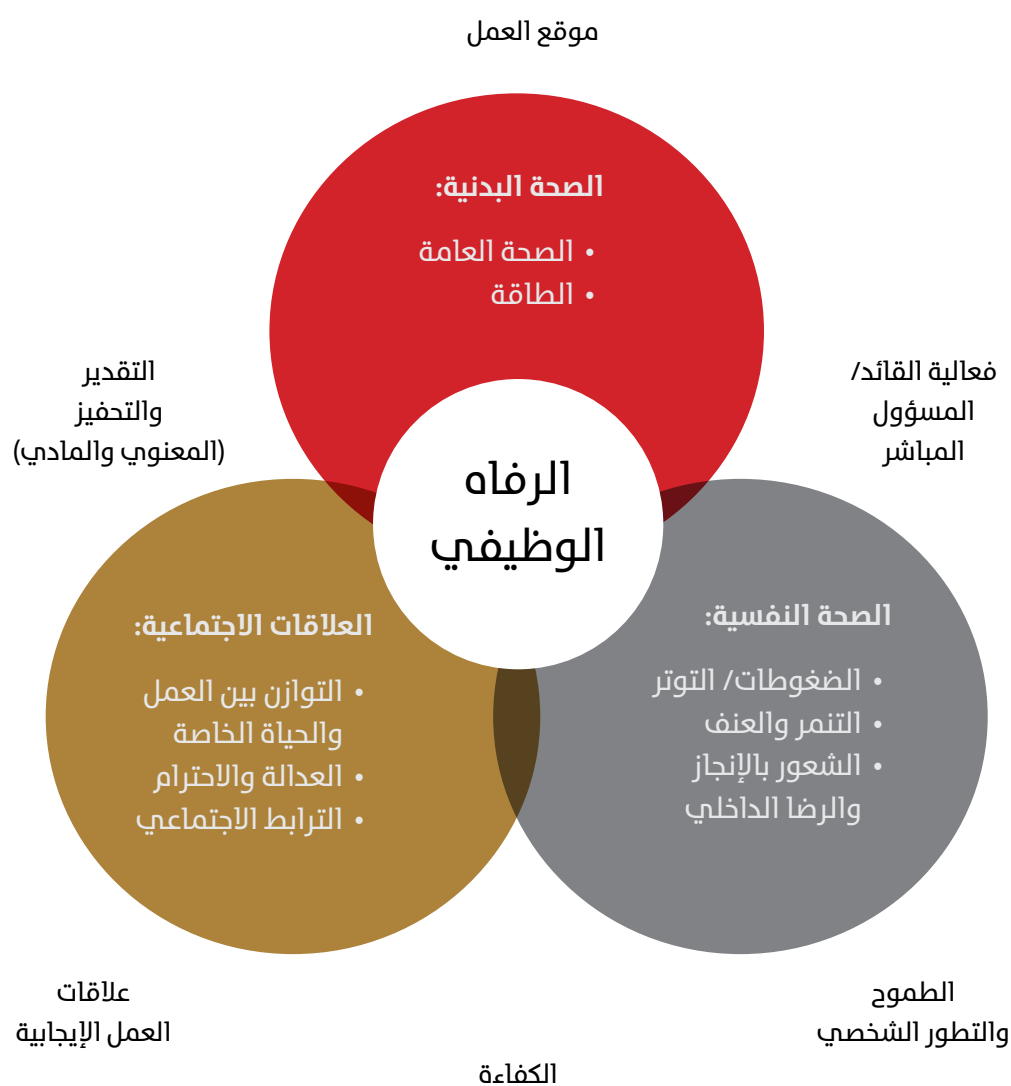 موقع العمل
الصحة البدنية:
• الصحة العامة
• الطاقة
فعالية القائد/
المسؤول
المباشر
التقدير
والتحفيز
(المعنوي والمادي)
الرفاه
الوظيفي
الصحة النفسية:
• الضغوطات/ التوتر
• التنمر والعنف
• الشعور بالإنجاز
والرضا الداخلي
العلاقات الاجتماعية:
• التوازن بين العمل
والحياة الخاصة
• العدالة والاحترام
• الترابط الاجتماعي
الطموح
والتطور الشخصي
علاقات
العمل الإيجابية
الكفاءة